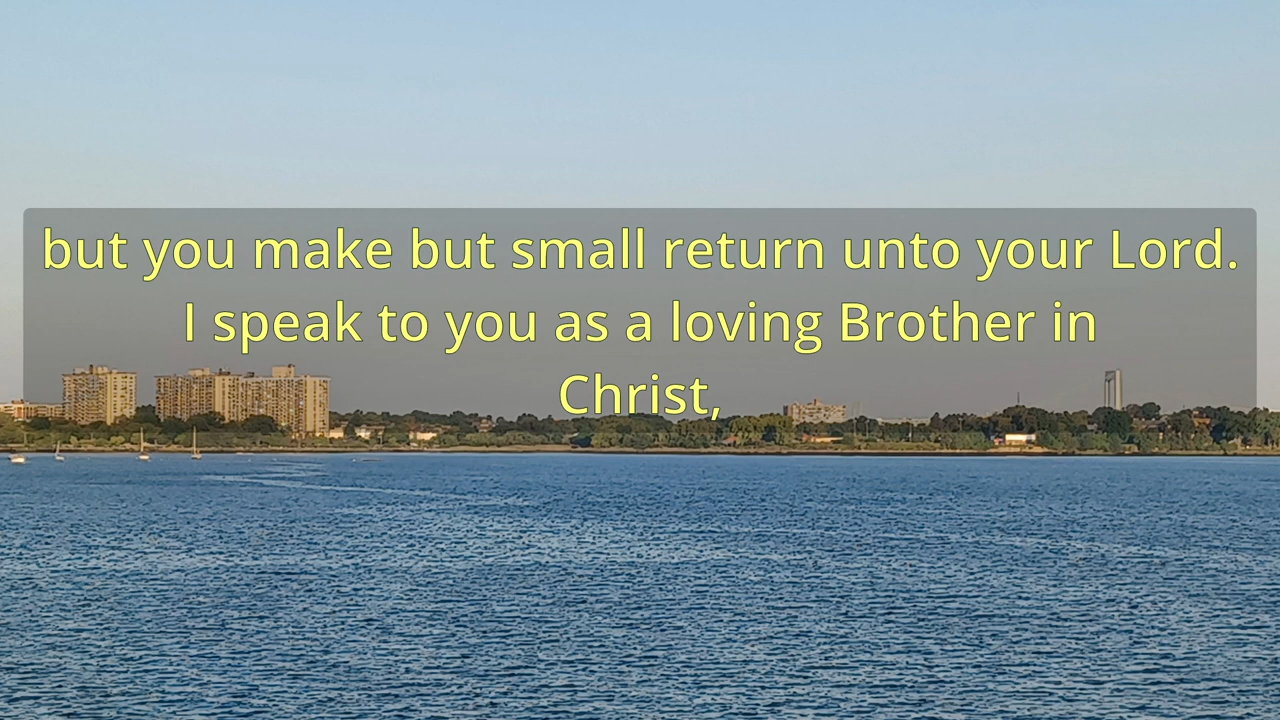 but you make but small return unto your Lord.
I speak to you as a loving Brother in
Christ,